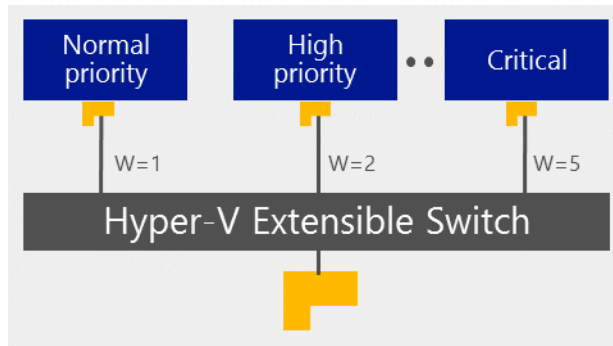 Normal
priority
High
priority
Critical
W=1
W=2
W=5
Hyper-V Extensible Switch